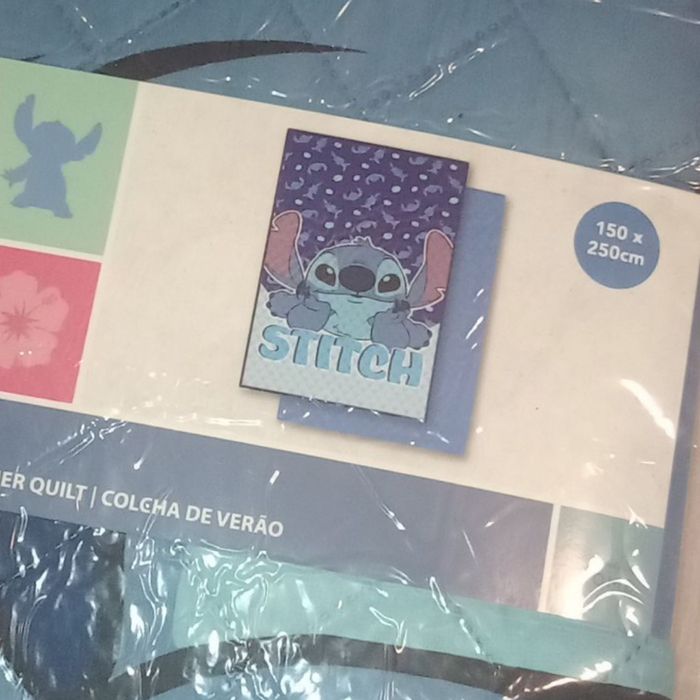 150 x
250cm
STITCH
ER QUILT | COLCHA DE VERÃO